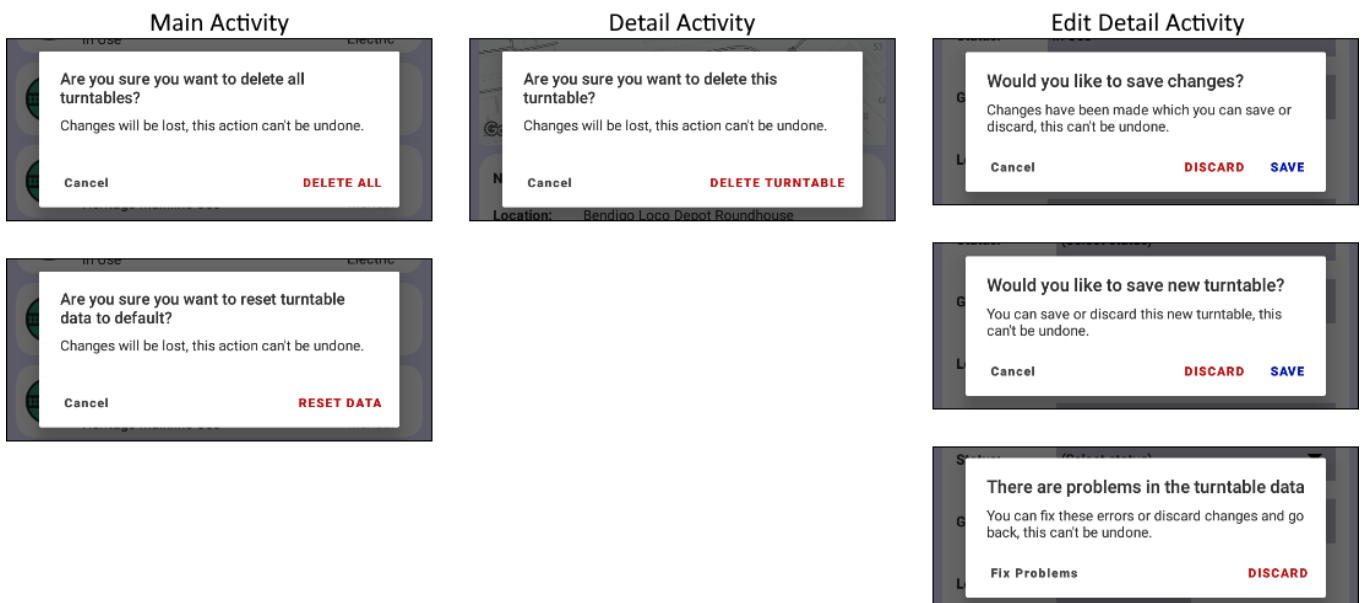 Main Activity
In Use Electric
Are you sure you want to delete all
turntables?
Changes will be lost, this action can't be undone.
Cancel DELETE ALL
In Use Electric
Are you sure you want to reset turntable
data to default?
Changes will be lost, this action can't be undone.
Cancel RESET DATA
Detail Activity
53
Are you sure you want to delete this
turntable?
Changes will be lost, this action can't be undone.
Cancel DELETE TURNTABLE
Location: Bendigo Loco Depot Roundhouse
Edit Detail Activity
Would you like to save changes?
Changes have been made which you can save or
discard, this can't be undone.
Cancel DISCARD SAVE
Would you like to save new turntable?
You can save or discard this new turntable, this
can't be undone.
Cancel DISCARD SAVE
There are problems in the turntable data
You can fix these errors or discard changes and go
back, this can't be undone.
Fix Problems DISCARD